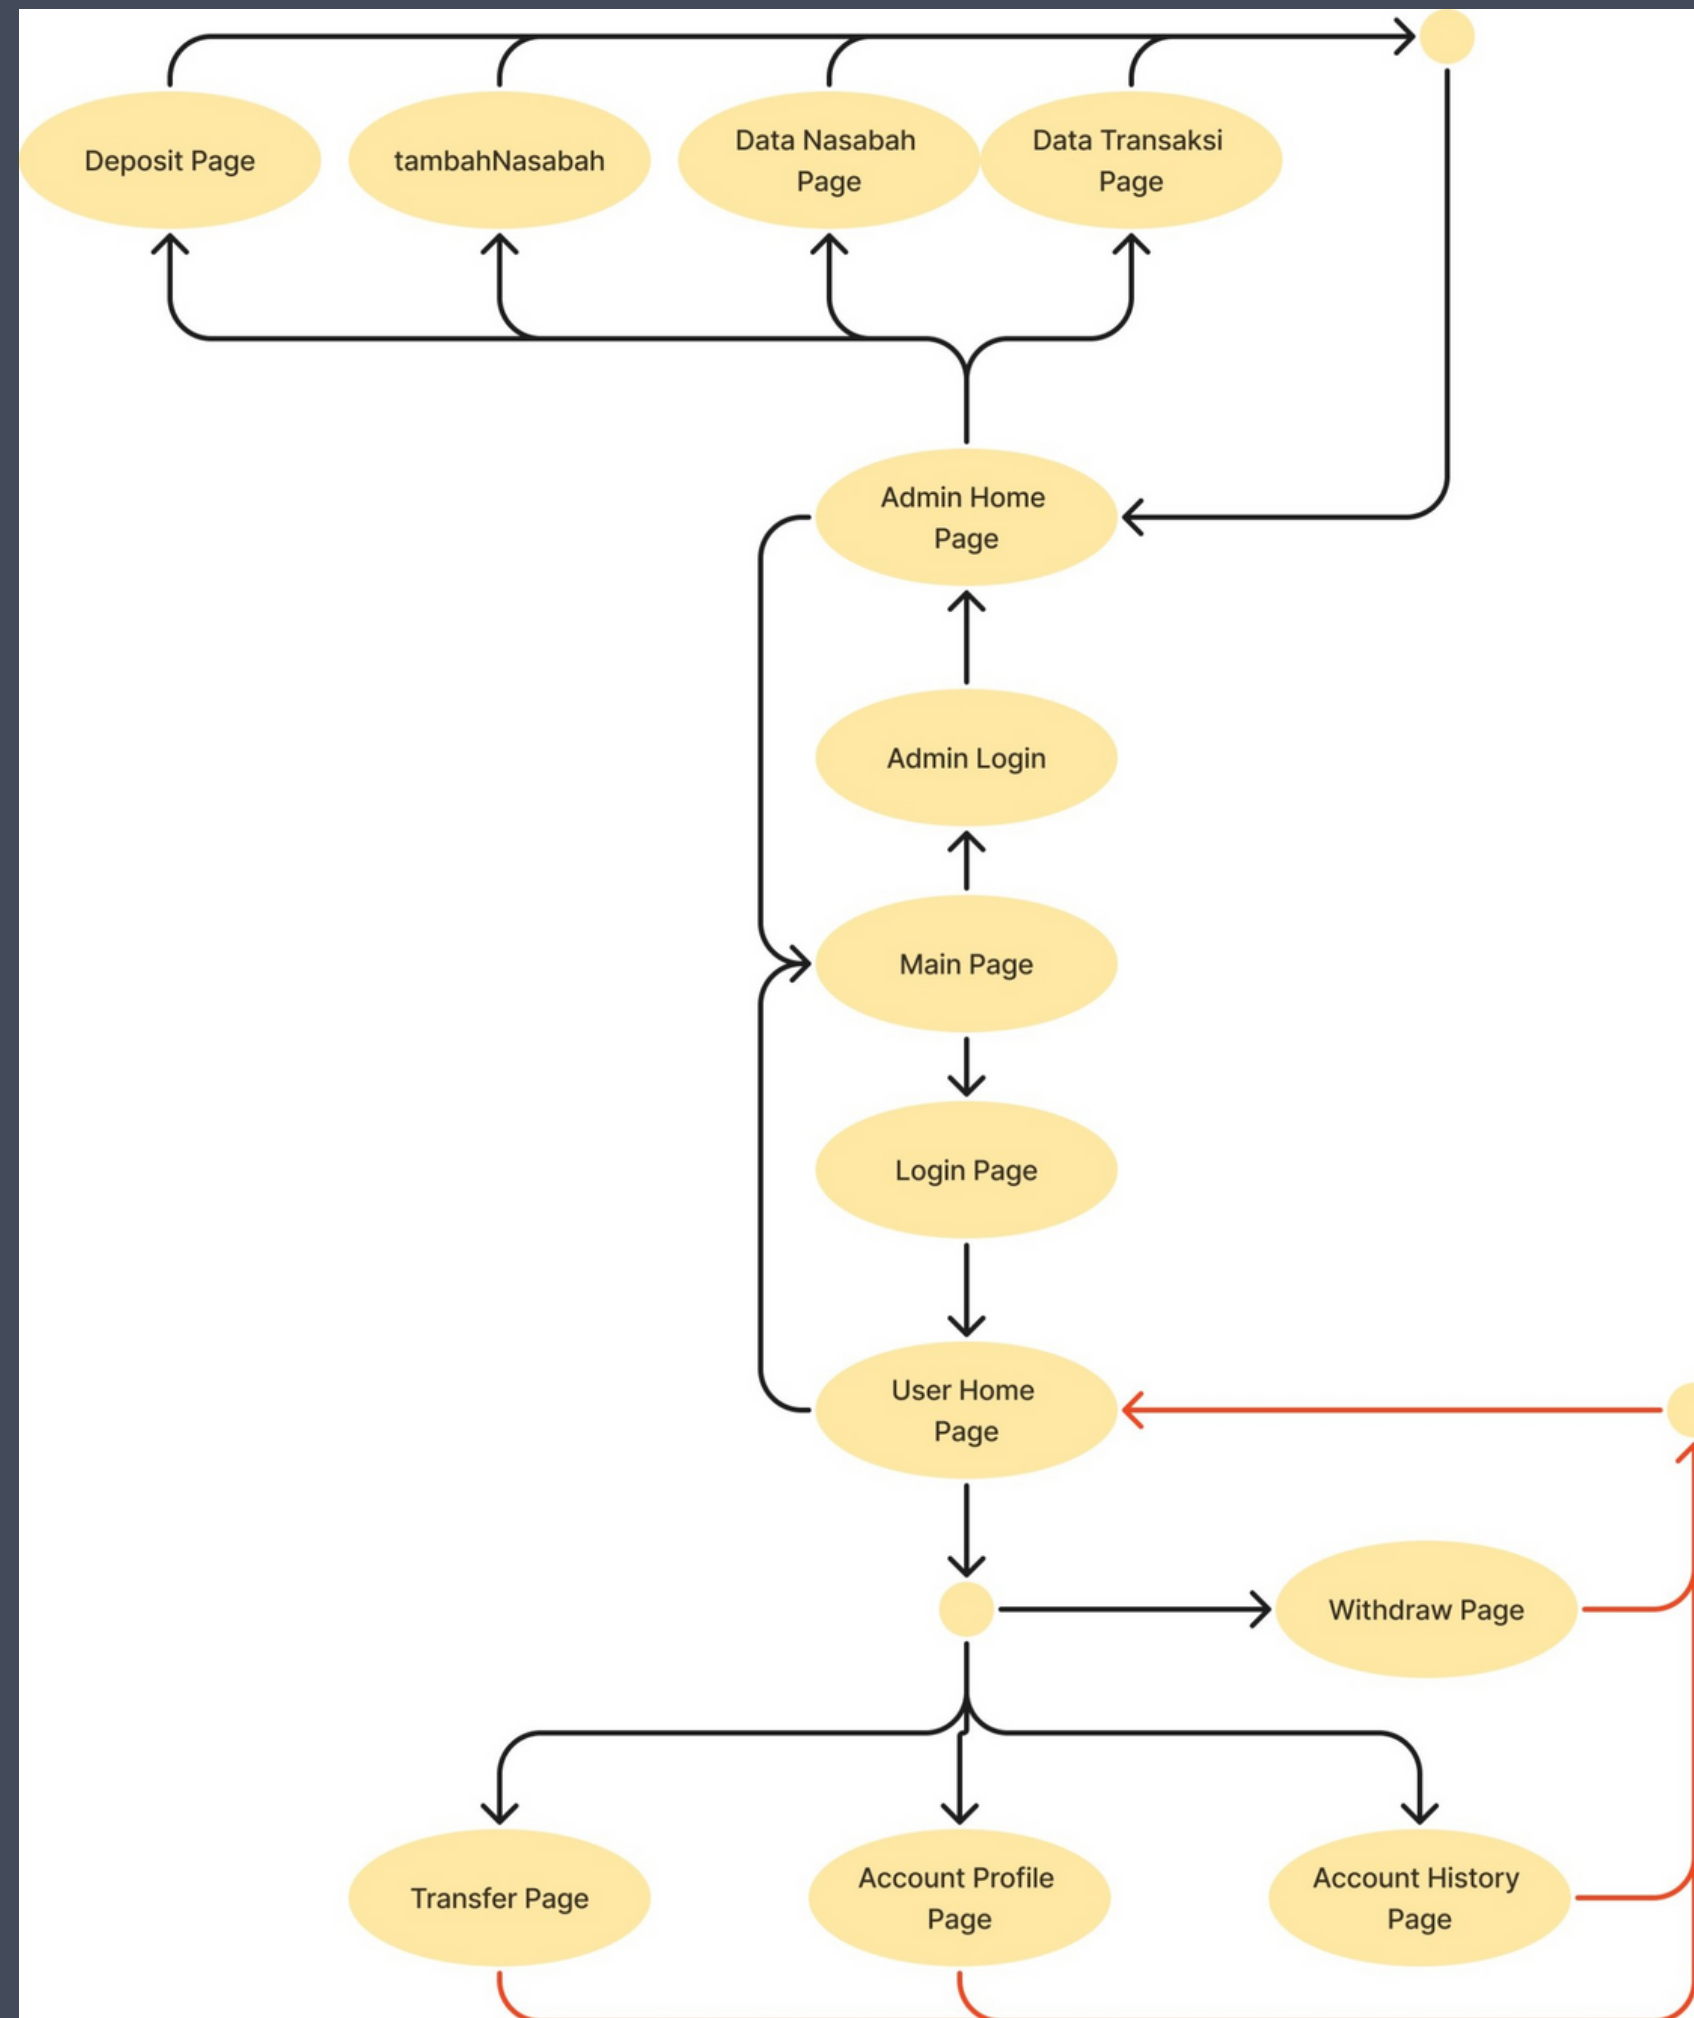 Deposit Page
tambahNasabah
Data Nasabah
Page
Data Transaksi
Page
Admin Home
Page
Admin Login
Main Page
Login Page
User Home
Page
Withdraw Page
Transfer Page
Account Profile
Page
Account History
Page